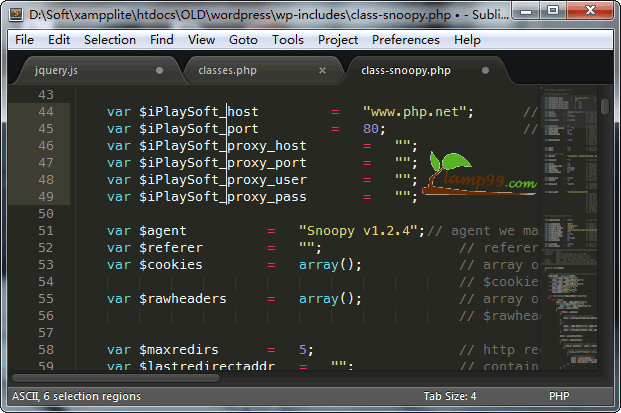 D:\Soft\xampplite\htdocs\OLD\wordpress\wp-includes\class-snoopy.php • - Subli
File Edit Selection Find View Goto Tools Project Preferences Help
jquery.js classes.php × class-snoopy.php
43
44 var $iPlaySoft_host = "www.php.net"; //
45 var $iPlaySoft_port = 80; //
46 var $iPlaySoft_proxy_host = "";
47 var $iPlaySoft_proxy_port = "";
48 var $iPlaySoft_proxy_user = "";
49 var $iPlaySoft_proxy_pass = "";
lamp99.com
50
51 var $agent = "Snoopy v1.2.4";// agent we ma
52 var $referer = ""; // referer
53 var $cookies = array(); // array o
54 // $cookie
55 var $rawheaders = array(); // array o
56 // $rawhea
57
58 var $maxredirs = 5; // http re
59 var $lastredirectaddr = ""; // contain
ASCII, 6 selection regions Tab Size: 4 PHP